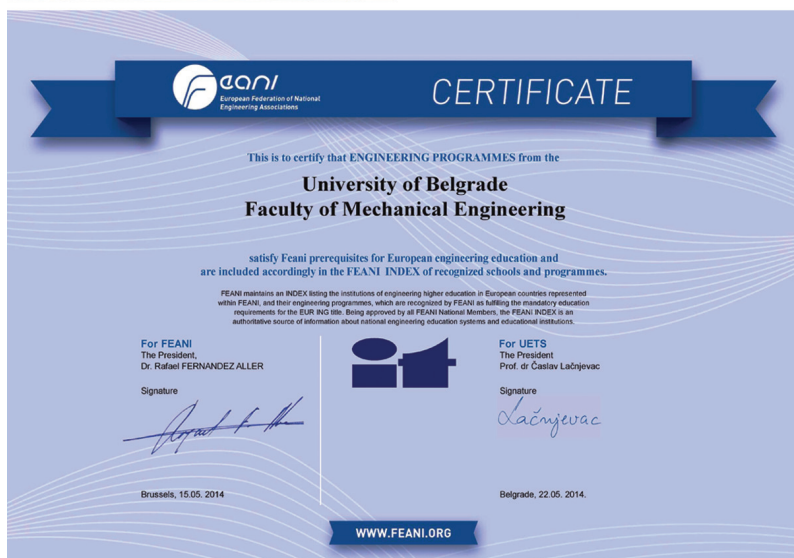 feani
European Federation of National
Engineering Associations
CERTIFICATE
This is to certify that ENGINEERING PROGRAMMES from the
University of Belgrade
Faculty of Mechanical Engineering
satisfy Feani prerequisites for European engineering education and
are included accordingly in the FEANI INDEX of recognized schools and programmes.
FEANI maintains an INDEX listing the institutions of engineering higher education in European countries represented
within FEANI, and their engineering programmes, which are recognized by FEANI as fulfilling the mandatory education
requirements for the EUR ING title. Being approved by all FEANI National Members, the FEANI INDEX is an
authoritative source of information about national engineering education systems and educational institutions.
For FEANI
The President,
Dr. Rafael FERNANDEZ ALLER
Signature
Brussels, 15.05. 2014
For UETS
The President
Prof. dr Časlav Lačnjevac
Signature
Lačnjevac
Belgrade, 22.05. 2014.
WWW.FEANI.ORG